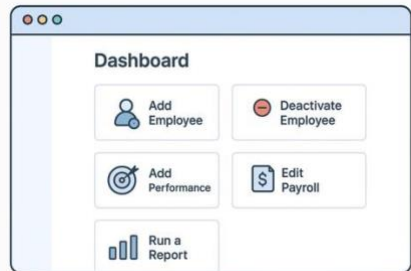 Dashboard
Add
Employee
Deactivate
Employee
Add
Performance
Edit
Payroll
$
Run a
Report